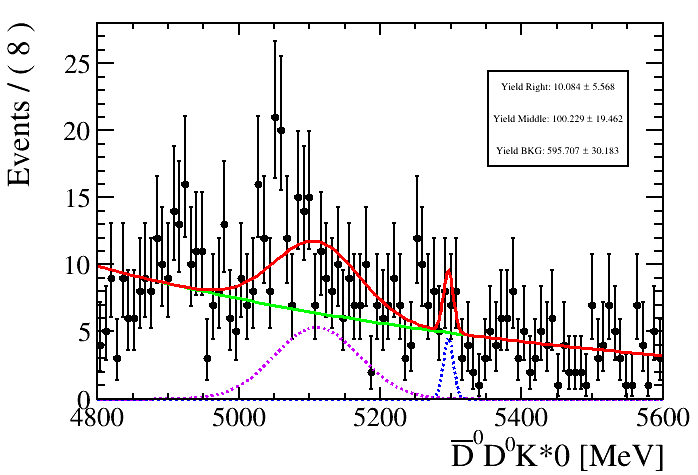 Events / ( 8 )
25
20
15
10
5
0
Yield Right: 10.084 ± 5.568
Yield Middle: 100.229 ± 19.462
Yield BKG: 595.707 ± 30.183
4800 5000 5200 5400 5600
D̅⁰D⁰K*0 [MeV]